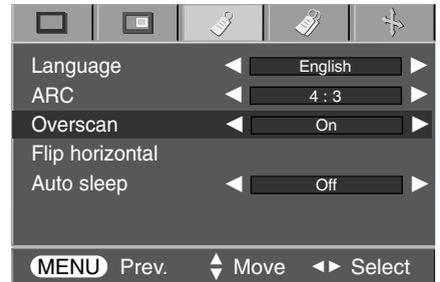 Language English
ARC 4 : 3
Overscan On
Flip horizontal
Auto sleep Off
MENU Prev. Move Select